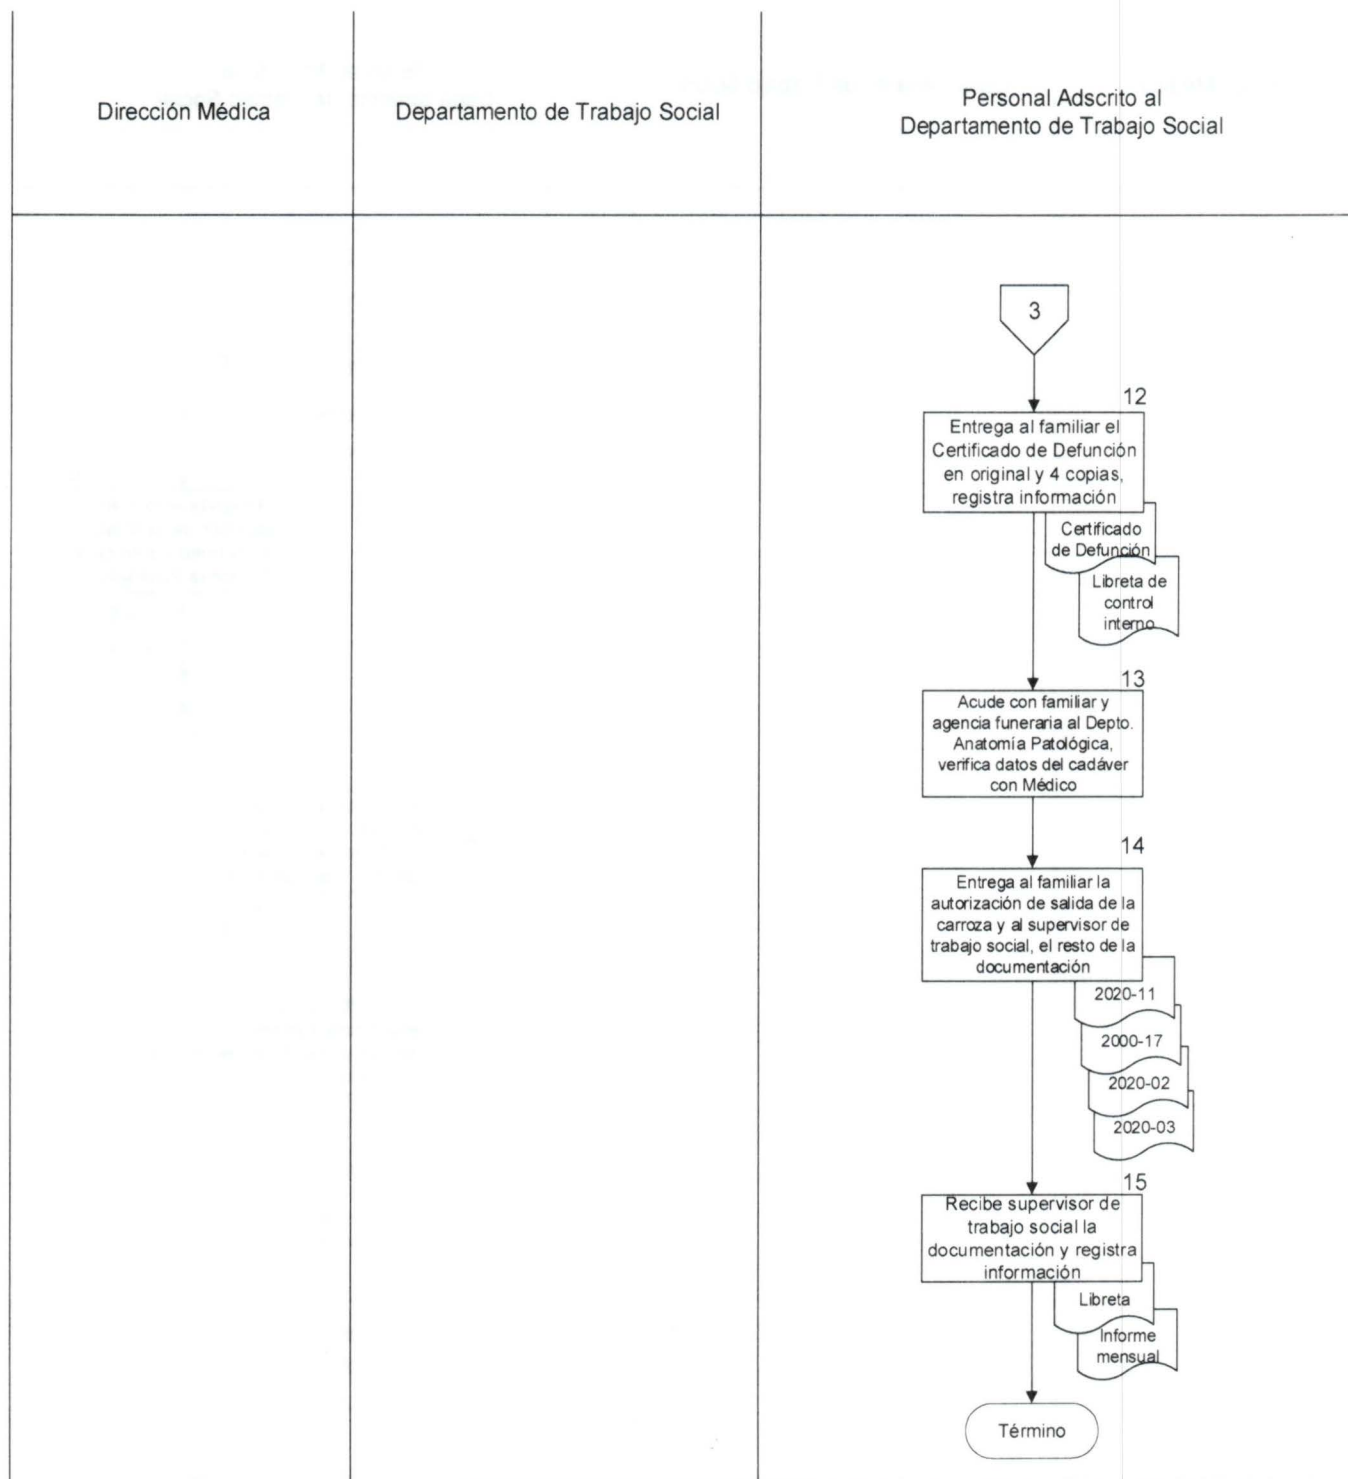 Dirección Médica
Departamento de Trabajo Social
Personal Adscrito al
Departamento de Trabajo Social
3
12
Entrega al familiar el
Certificado de Defunción
en original y 4 copias,
registra información
Certificado
de Defunción
Libreta de
control
interno
13
Acude con familiar y
agencia funeraria al Depto.
Anatomía Patológica,
verifica datos del cadáver
con Médico
14
Entrega al familiar la
autorización de salida de la
carroza y al supervisor de
trabajo social, el resto de la
documentación
2020-11
2000-17
2020-02
2020-03
15
Recibe supervisor de
trabajo social la
documentación y registra
información
Libreta
Informe
mensual
Término